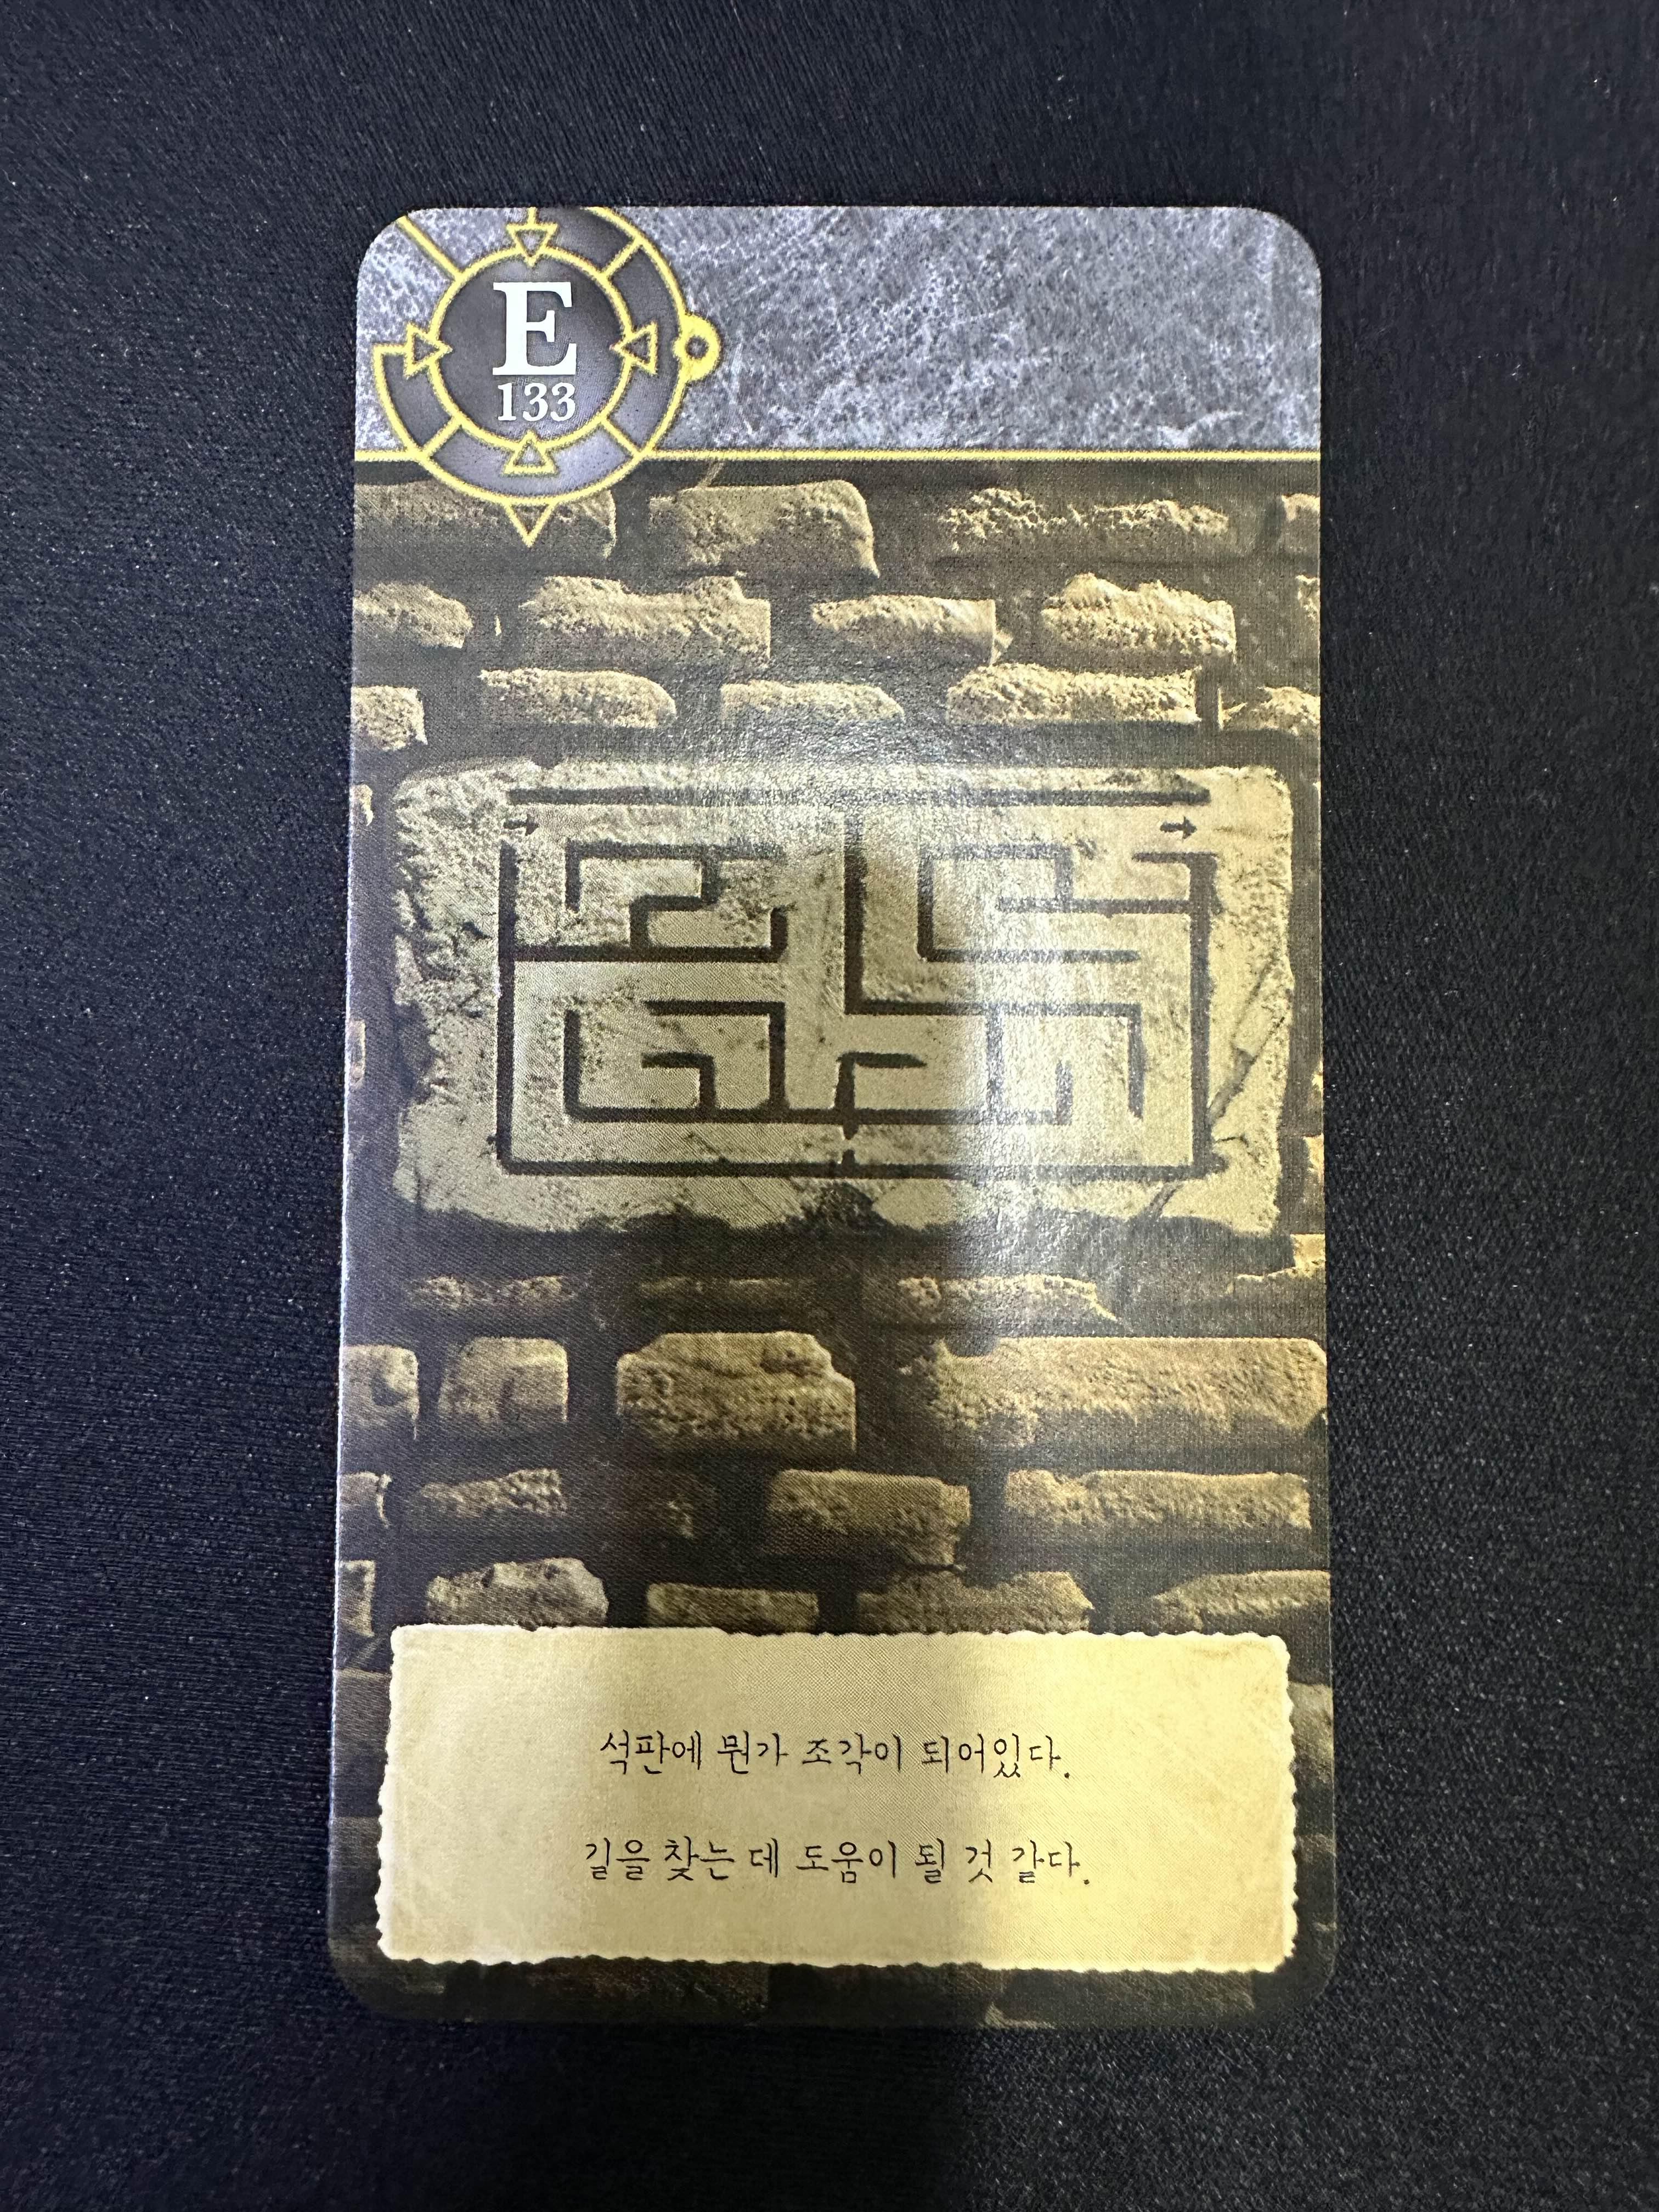 E
133
석판에 뭔가 조각이 되어있다.
길을 찾는 데 도움이 될 것 같다.